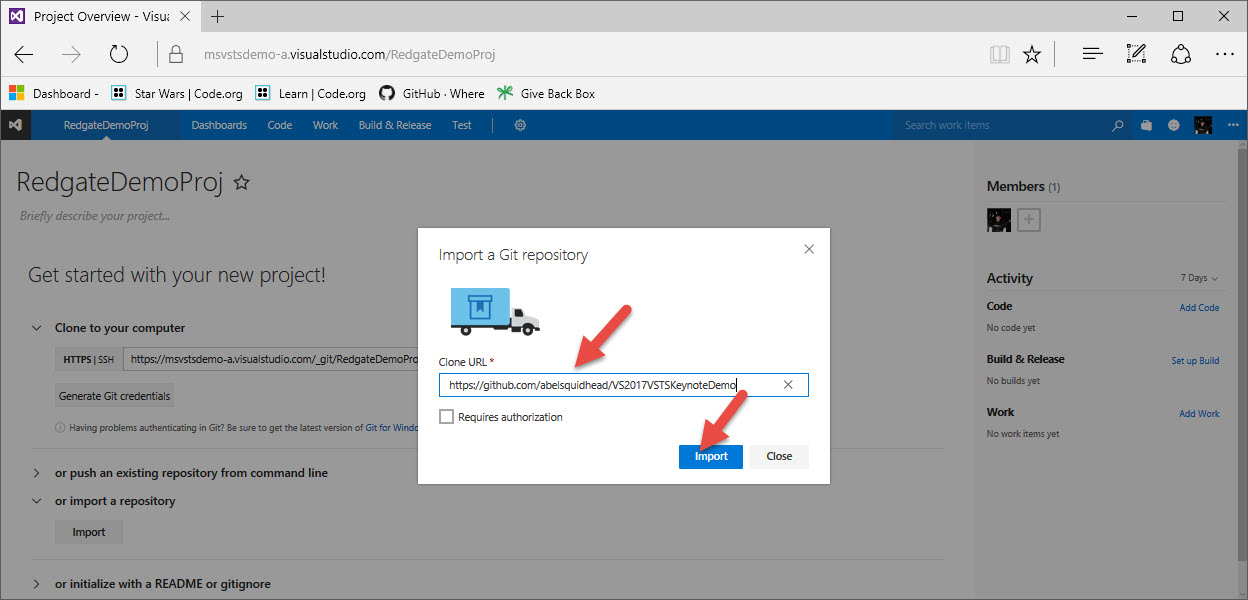 Project Overview - Visua
msvstsdemo-a.visualstudio.com/RedgateDemoProj
Dashboard - Star Wars | Code.org Learn | Code.org GitHub · Where Give Back Box
RedgateDemoProj Dashboards Code Work Build & Release Test Search work items
RedgateDemoProj
Briefly describe your project...
Get started with your new project!
Clone to your computer
HTTPS | SSH https://msvstsdemo-a.visualstudio.com/_git/RedgateDemoPro
Generate Git credentials
Having problems authenticating in Git? Be sure to get the latest version of Git for Windo
or push an existing repository from command line
or import a repository
Import
or initialize with a README or gitignore
Import a Git repository
Clone URL *
https://github.com/abelsquidhead/VS2017VSTSKeynoteDemo
Requires authorization
Import Close
Members (1)
Activity 7 Days
Code Add Code
No code yet
Build & Release Set up Build
No builds yet
Work Add Work
No work items yet